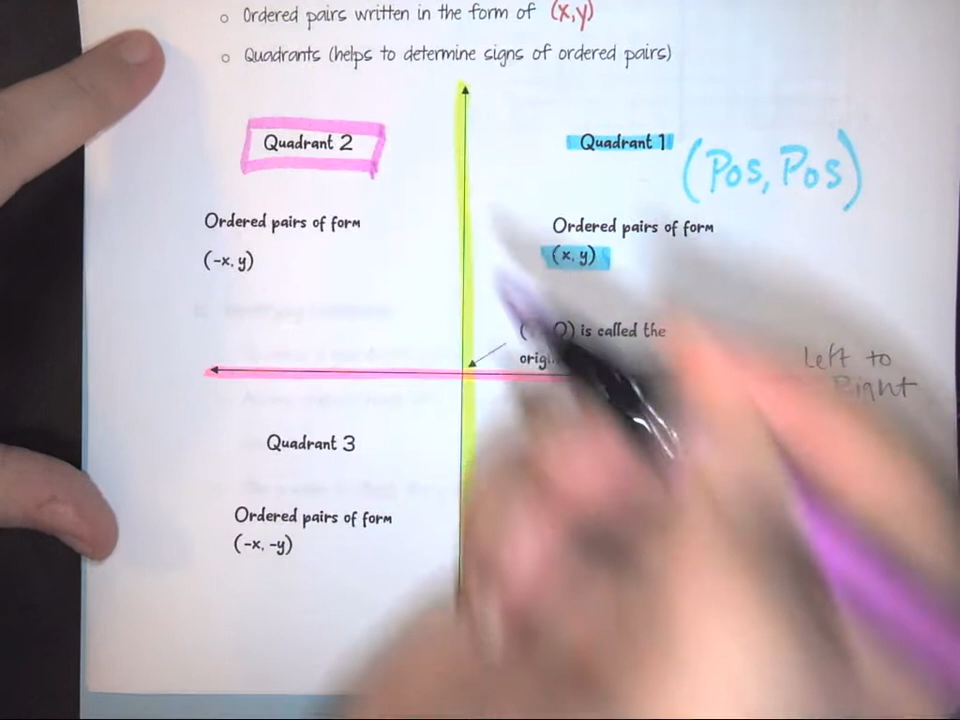 Ordered pairs written in the form of (x,y)
Quadrants (helps to determine signs of ordered pairs)
Quadrant 2
Quadrant 1
(Pos, Pos)
Ordered pairs of form
(-x, y)
Ordered pairs of form
(x, y)
is called the
Left to
Right
Quadrant 3
Ordered pairs of form
(-x, -y)